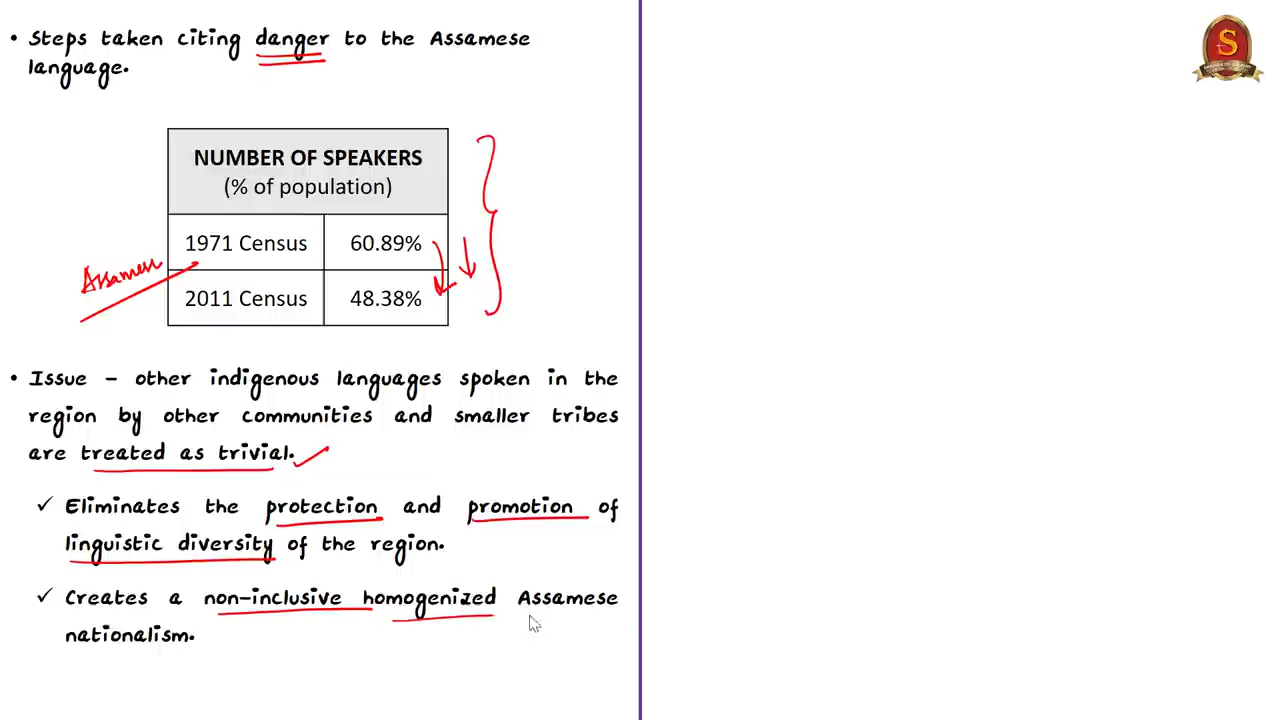 • Steps taken citing danger to the Assamese
language.
NUMBER OF SPEAKERS
(% of population)
1971 Census 60.89%
Assamese
2011 Census 48.38%
• Issue – other indigenous languages spoken in the
region by other communities and smaller tribes
are treated as trivial.
✓ Eliminates the protection and promotion of
linguistic diversity of the region.
✓ Creates a non-inclusive homogenized Assamese
nationalism.
S